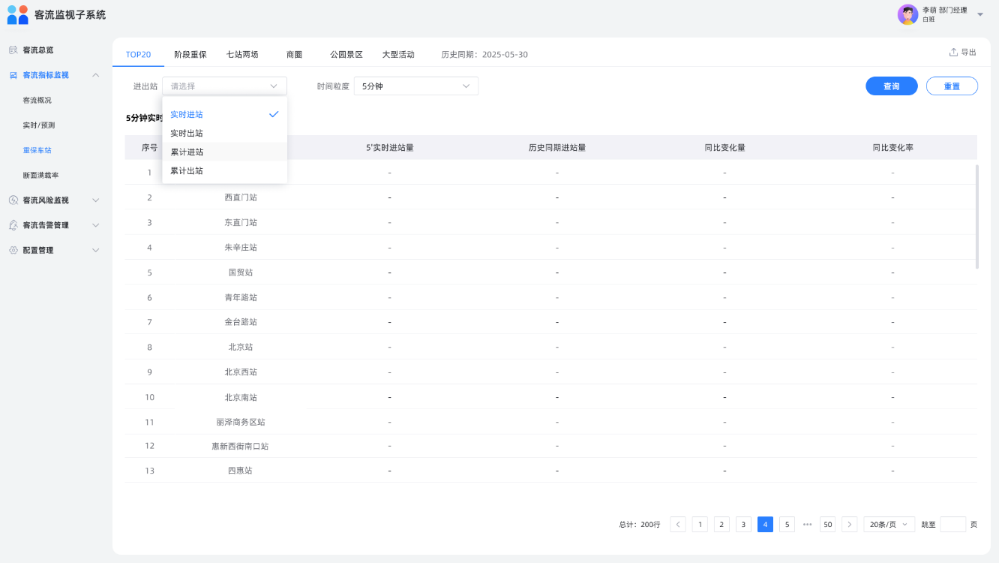 客流监视子系统
李萌 部门经理
白班
客流总览
客流指标监视
客流概况
实时/预测
重保车站
断面满载率
客流风险监视
客流告警管理
配置管理
TOP20 阶段重保 七站两场 商圈 公园景区 大型活动 历史同期：2025-05-30 导出
进出站 请选择 时间粒度 5分钟 查询 重置
实时进站
实时出站
累计进站
累计出站
5分钟实时
序号 5'实时进站量 历史同期进站量 同比变化量 同比变化率
1 - - - -
2 西直门站 - - - -
3 东直门站 - - - -
4 朱辛庄站 - - - -
5 国贸站 - - - -
6 青年路站 - - - -
7 金台路站 - - - -
8 北京站 - - - -
9 北京西站 - - - -
10 北京南站 - - - -
11 丽泽商务区站 - - - -
12 惠新西街南口站 - - - -
13 四惠站 - - - -
总计：200行 1 2 3 4 5 ••• 50 20条/页 跳至 页